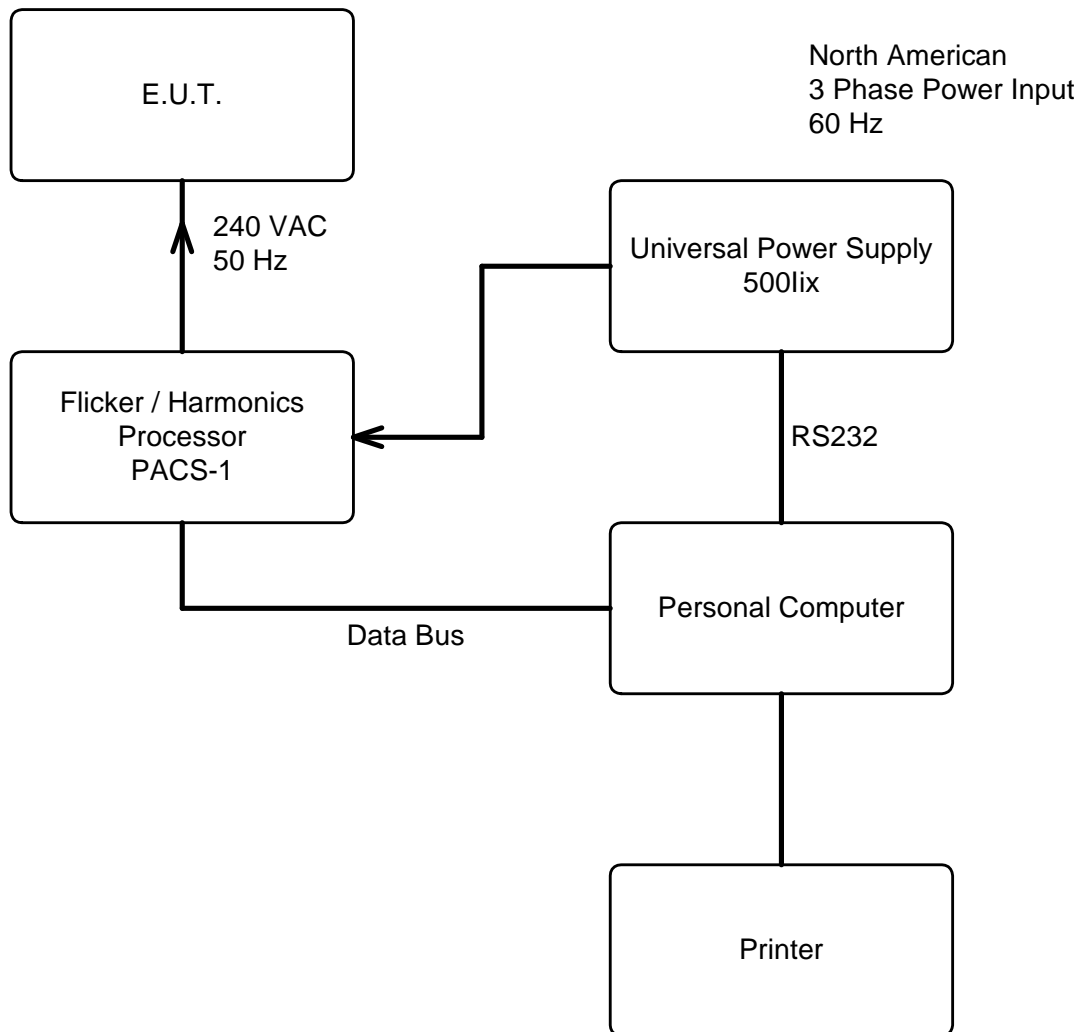 E.U.T.
North American
3 Phase Power Input
60 Hz
240 VAC
50 Hz
Universal Power Supply
500Iix
Flicker / Harmonics
Processor
PACS-1
RS232
Personal Computer
Data Bus
Printer